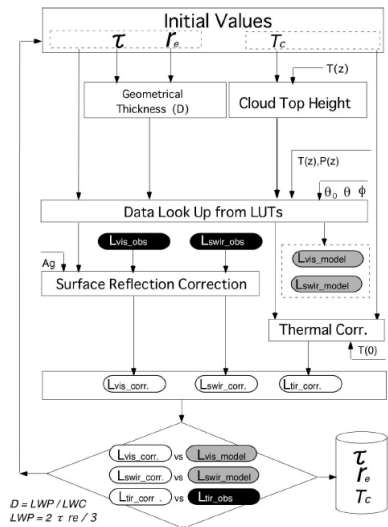 Initial Values
τ re Tc
T(z)
Geometrical
Thickness (D)
Cloud Top Height
T(z),P(z)
θ0 θ ϕ
Data Look Up from LUTs
Lvis_obs Lswir_obs
Ag
Lvis_model
Lswir_model
Surface Reflection Correction
Thermal Corr.
T(0)
Lvis_corr. Lswir_corr. Ltir_corr.
Lvis_corr. vs Lvis_model
Lswir_corr. vs Lswir_model
Ltir_corr . vs Ltir_obs
τ
re
Tc
D = LWP / LWC
LWP = 2 τ re / 3